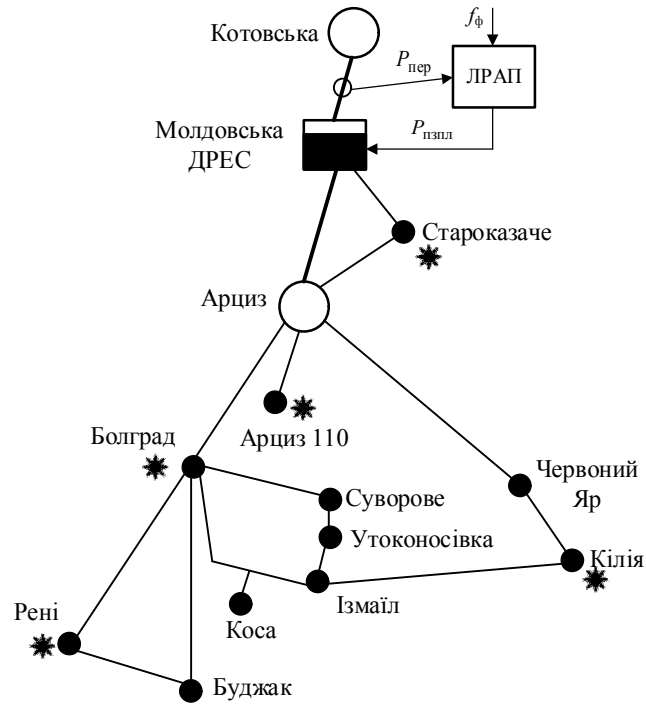 f_ф
Котовська
P_пер
ЛРАП
Молдовська
ДРЕС
P_пзпл
Староказаче
Арциз
Арциз 110
Болград
Червоний
Яр
Суворове
Утоконосівка
Кілія
Ізмаїл
Рені
Коса
Буджак